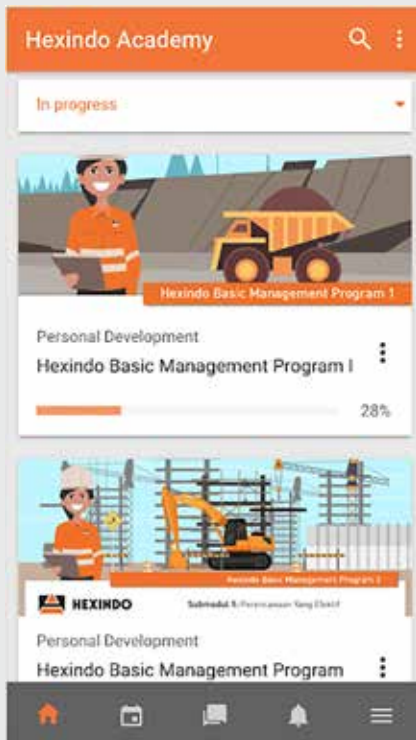 Hexindo Academy
In progress
Hexindo Basic Management Program 1
Personal Development
Hexindo Basic Management Program I
28%
Hexindo Basic Management Program 2
HEXINDO
Submodul 1: Perencanaan Yang Efektif
Personal Development
Hexindo Basic Management Program